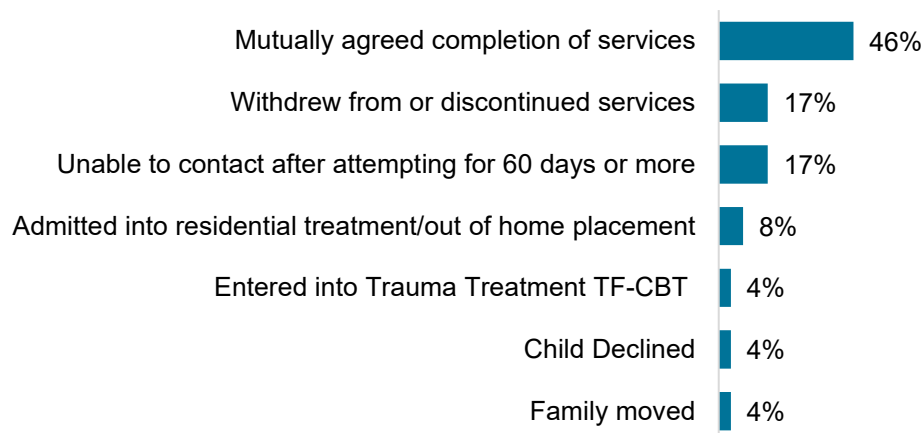 Mutually agreed completion of services 46%
Withdrew from or discontinued services 17%
Unable to contact after attempting for 60 days or more 17%
Admitted into residential treatment/out of home placement 8%
Entered into Trauma Treatment TF-CBT 4%
Child Declined 4%
Family moved 4%